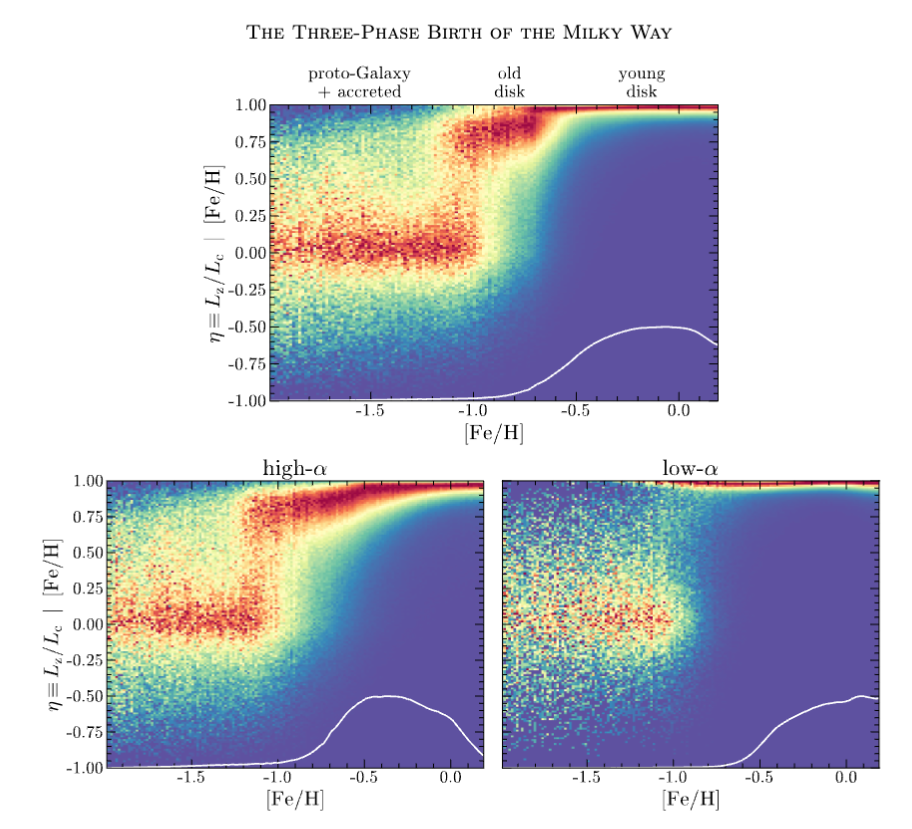 THE THREE-PHASE BIRTH OF THE MILKY WAY
proto-Galaxy
+ accreted
old
disk
young
disk
1.00
0.75
0.50
0.25
0.00
-0.25
-0.50
-0.75
-1.00
η ≡ L_z/L_c | [Fe/H]
-1.5 -1.0 -0.5 0.0
[Fe/H]
high-α
1.00
0.75
0.50
0.25
0.00
-0.25
-0.50
-0.75
-1.00
η ≡ L_z/L_c | [Fe/H]
-1.5 -1.0 -0.5 0.0
[Fe/H]
low-α
-1.5 -1.0 -0.5 0.0
[Fe/H]